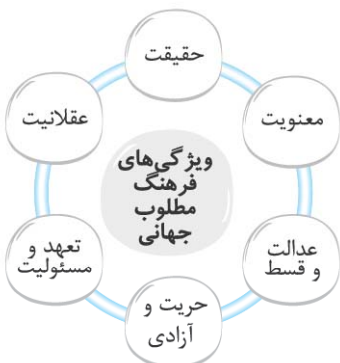 حقیقت
معنویت
عدالت
و قسط
حریت و
آزادی
تعهد و
مسئولیت
عقلانیت
ویژگی‌های
فرهنگ
مطلوب
جهانی